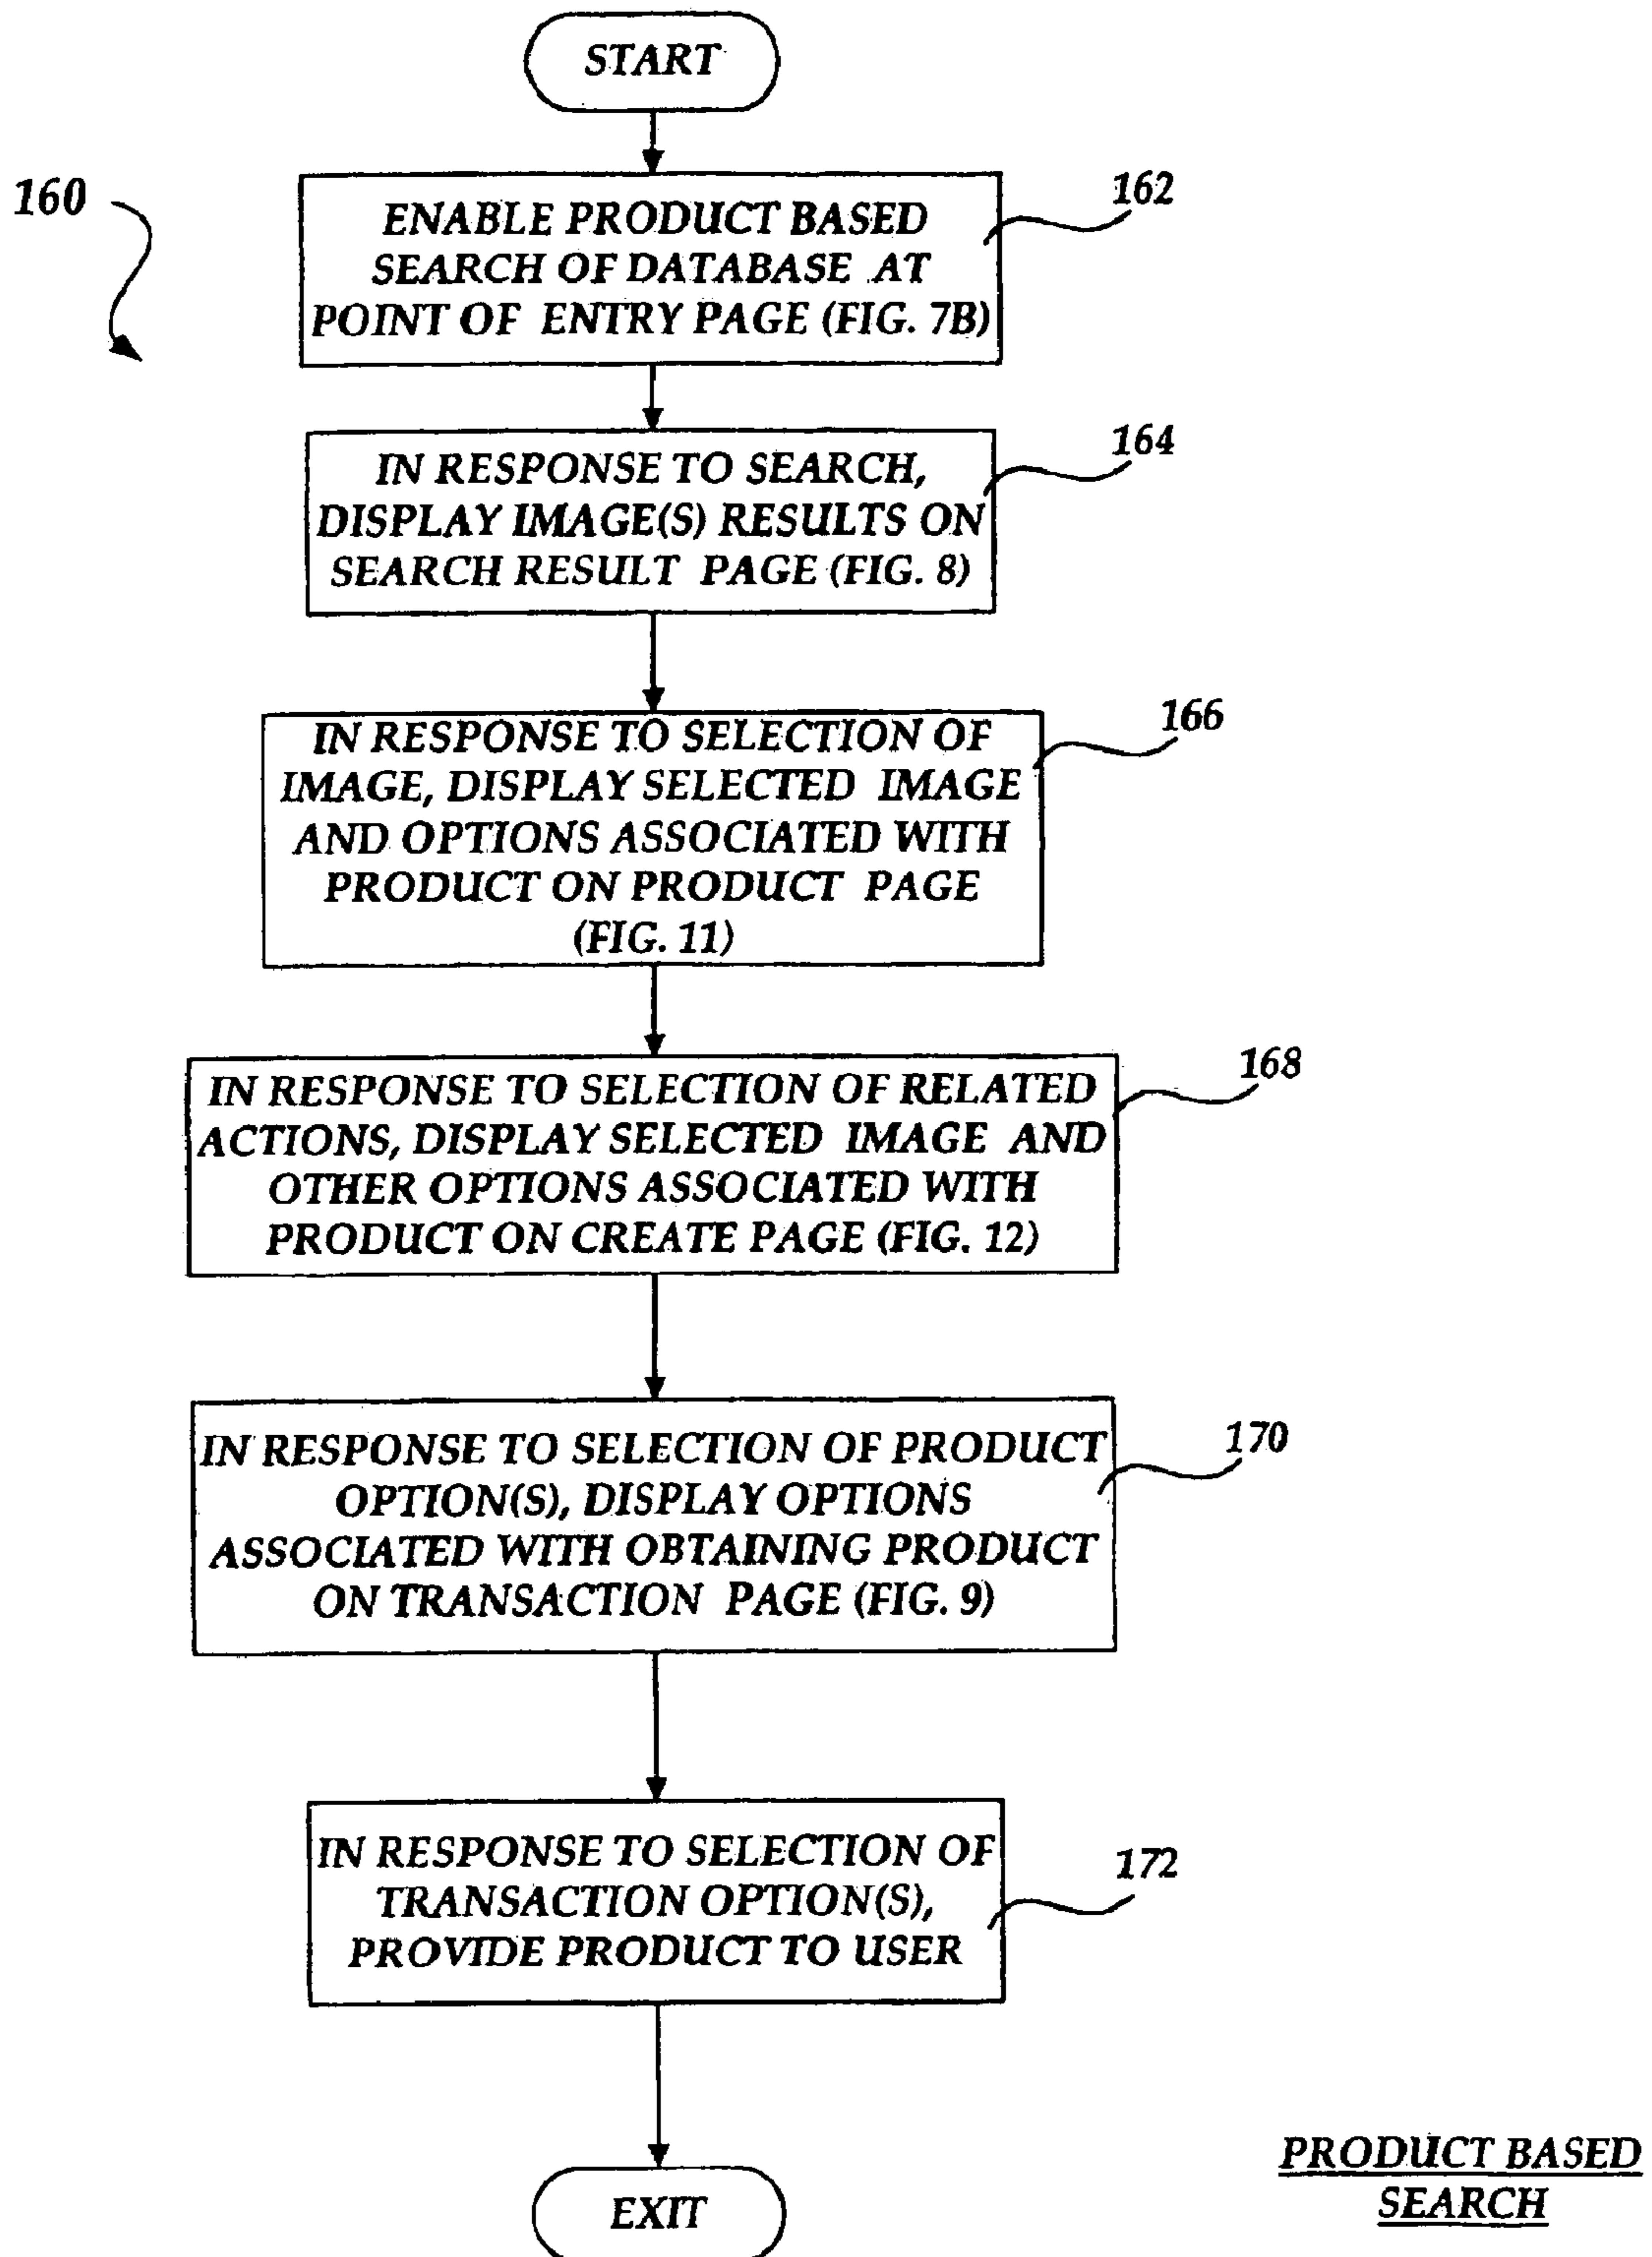 START
160
162
ENABLE PRODUCT BASED
SEARCH OF DATABASE AT
POINT OF ENTRY PAGE (FIG. 7B)
164
IN RESPONSE TO SEARCH,
DISPLAY IMAGE(S) RESULTS ON
SEARCH RESULT PAGE (FIG. 8)
166
IN RESPONSE TO SELECTION OF
IMAGE, DISPLAY SELECTED IMAGE
AND OPTIONS ASSOCIATED WITH
PRODUCT ON PRODUCT PAGE
(FIG. 11)
168
IN RESPONSE TO SELECTION OF RELATED
ACTIONS, DISPLAY SELECTED IMAGE AND
OTHER OPTIONS ASSOCIATED WITH
PRODUCT ON CREATE PAGE (FIG. 12)
170
IN RESPONSE TO SELECTION OF PRODUCT
OPTION(S), DISPLAY OPTIONS
ASSOCIATED WITH OBTAINING PRODUCT
ON TRANSACTION PAGE (FIG. 9)
172
IN RESPONSE TO SELECTION OF
TRANSACTION OPTION(S),
PROVIDE PRODUCT TO USER
EXIT
PRODUCT BASED
SEARCH